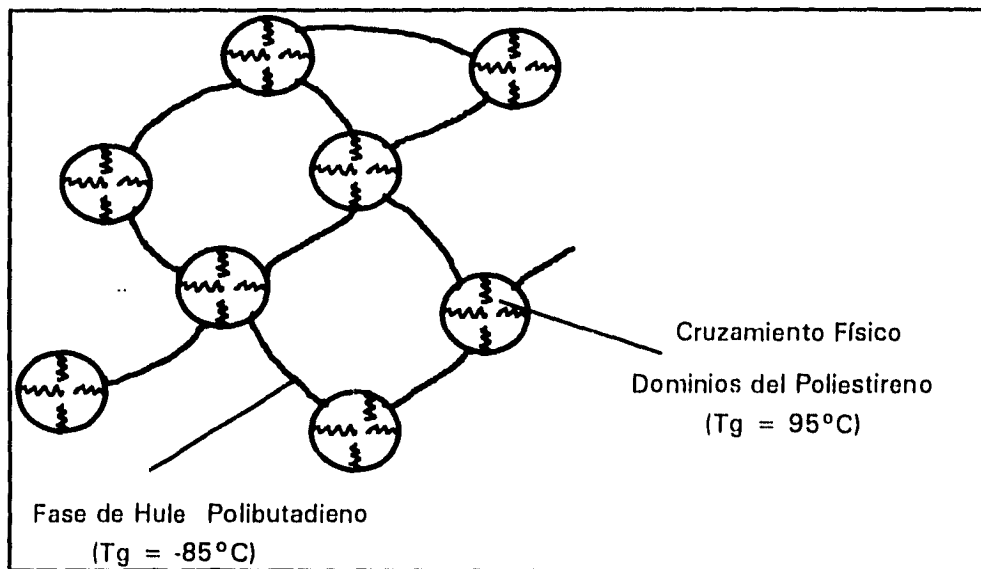 Cruzamiento Físico
Dominios del Poliestireno
(Tg = 95°C)
Fase de Hule Polibutadieno
(Tg = -85°C)